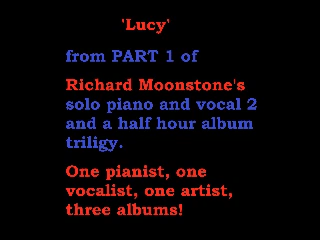 'Lucy'
from PART 1 of
Richard Moonstone's
solo piano and vocal 2
and a half hour album
triligy.
One pianist, one
vocalist, one artist,
three albums!